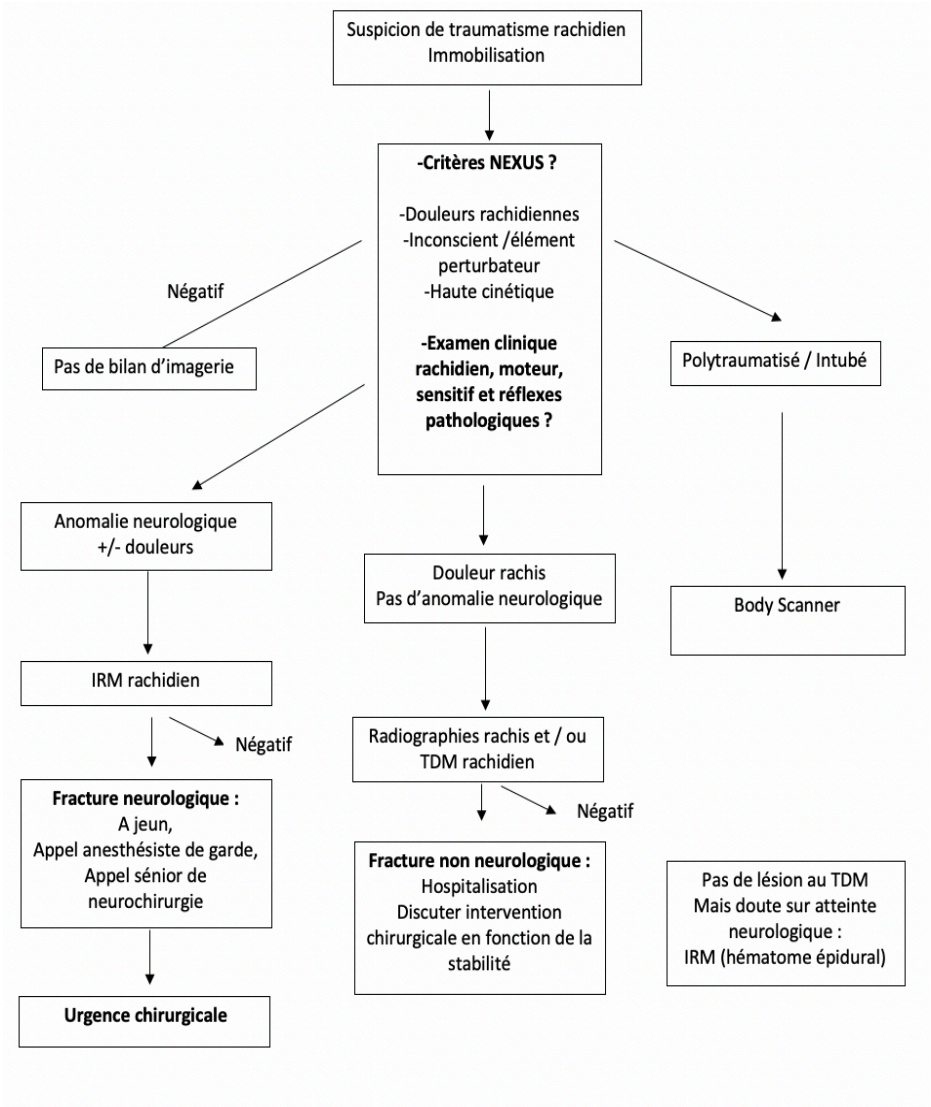 Suspicion de traumatisme rachidien
Immobilisation
-Critères NEXUS ?
-Douleurs rachidiennes
-Inconscient /élément
perturbateur
-Haute cinétique
-Examen clinique
rachidien, moteur,
sensitif et réflexes
pathologiques ?
Négatif
Pas de bilan d’imagerie
Polytraumatisé / Intubé
Anomalie neurologique
+/- douleurs
Douleur rachis
Pas d’anomalie neurologique
Body Scanner
IRM rachidien
Négatif
Radiographies rachis et / ou
TDM rachidien
Négatif
Fracture neurologique :
A jeun,
Appel anesthésiste de garde,
Appel sénior de
neurochirurgie
Fracture non neurologique :
Hospitalisation
Discuter intervention
chirurgicale en fonction de la
stabilité
Pas de lésion au TDM
Mais doute sur atteinte
neurologique :
IRM (hématome épidural)
Urgence chirurgicale